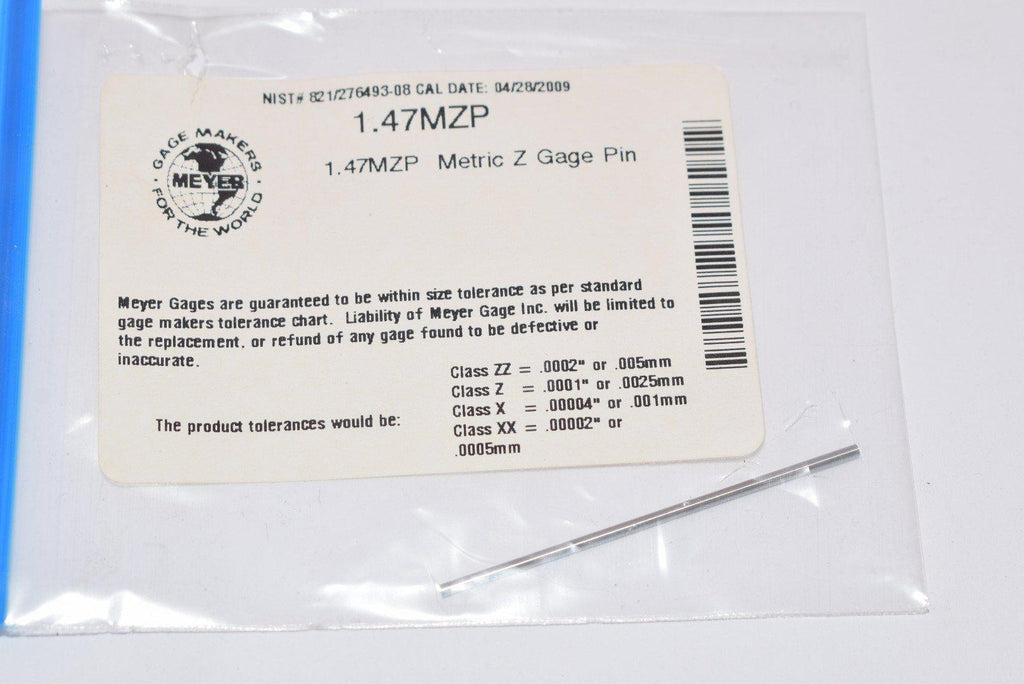 NIST# 821/276493-08 CAL DATE: 04/28/2009
1.47MZP
1.47MZP Metric Z Gage Pin
GAGE MAKERS
MEYER
FOR THE WORLD
Meyer Gages are guaranteed to be within size tolerance as per standard
gage makers tolerance chart. Liability of Meyer Gage Inc. will be limited to
the replacement, or refund of any gage found to be defective or
inaccurate.
The product tolerances would be:
Class ZZ = .0002" or .005mm
Class Z = .0001" or .0025mm
Class X = .00004" or .001mm
Class XX = .00002" or
.0005mm